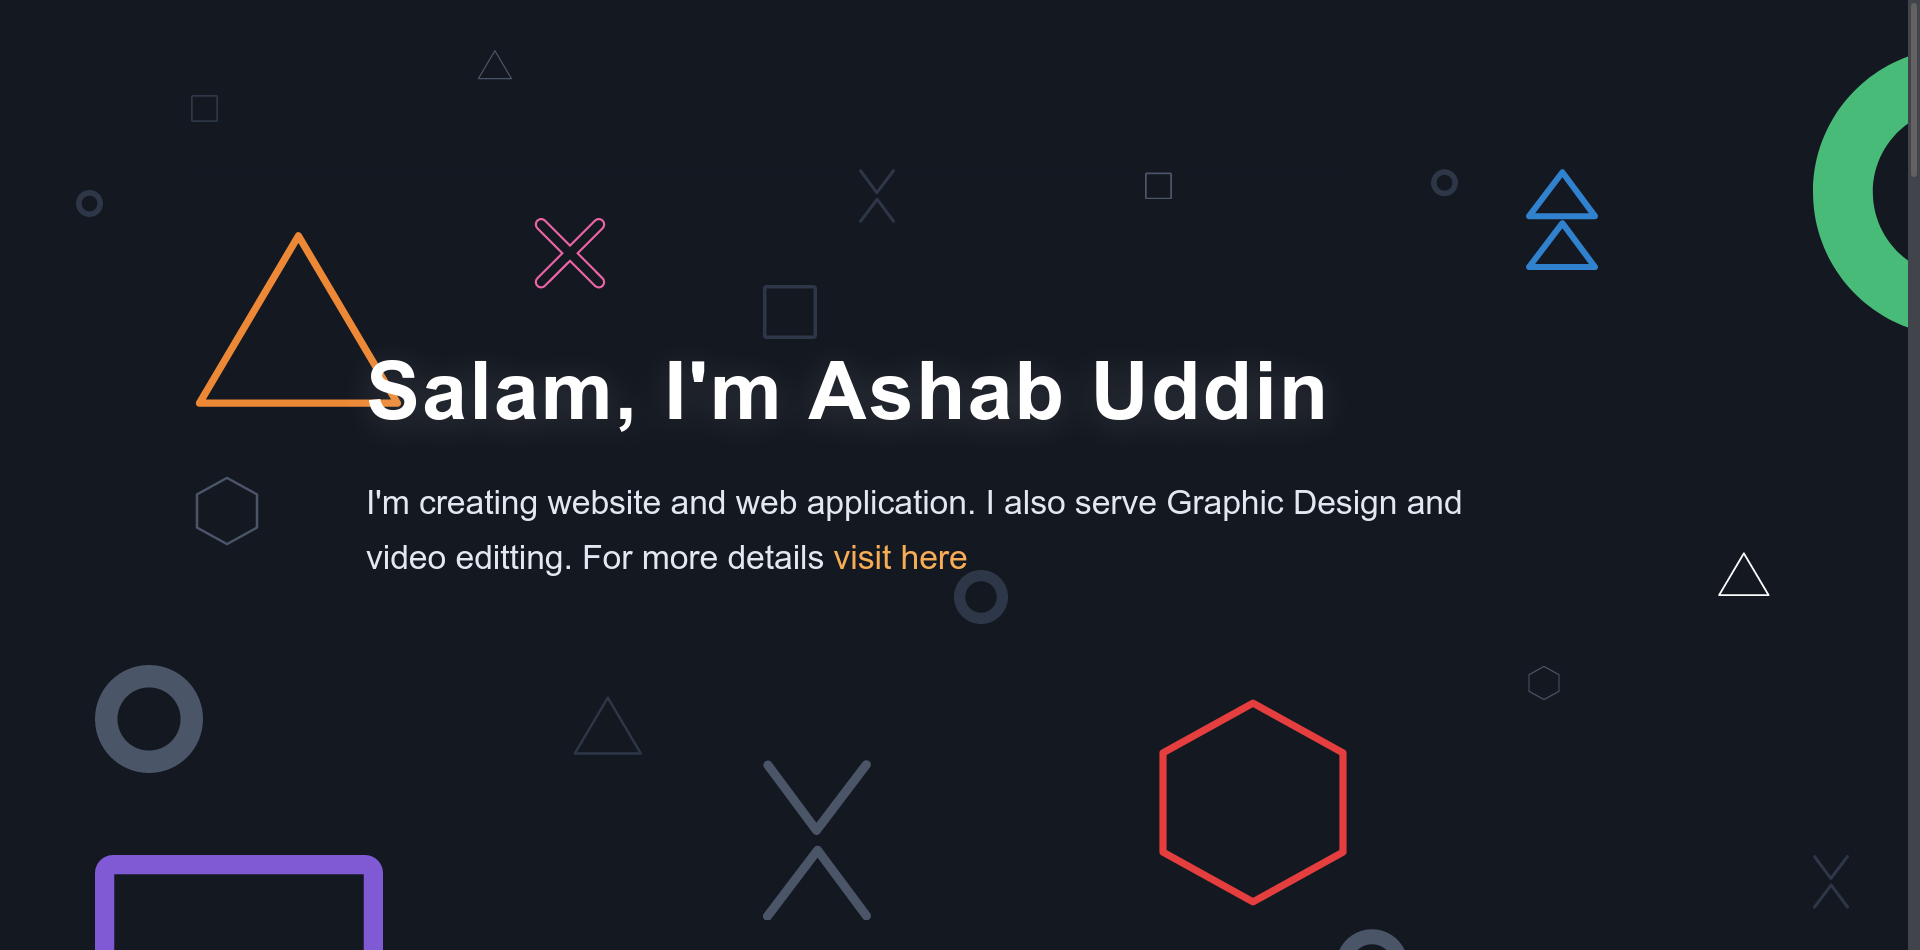 Salam, I'm Ashab Uddin
I'm creating website and web application. I also serve Graphic Design and
video editting. For more details visit here